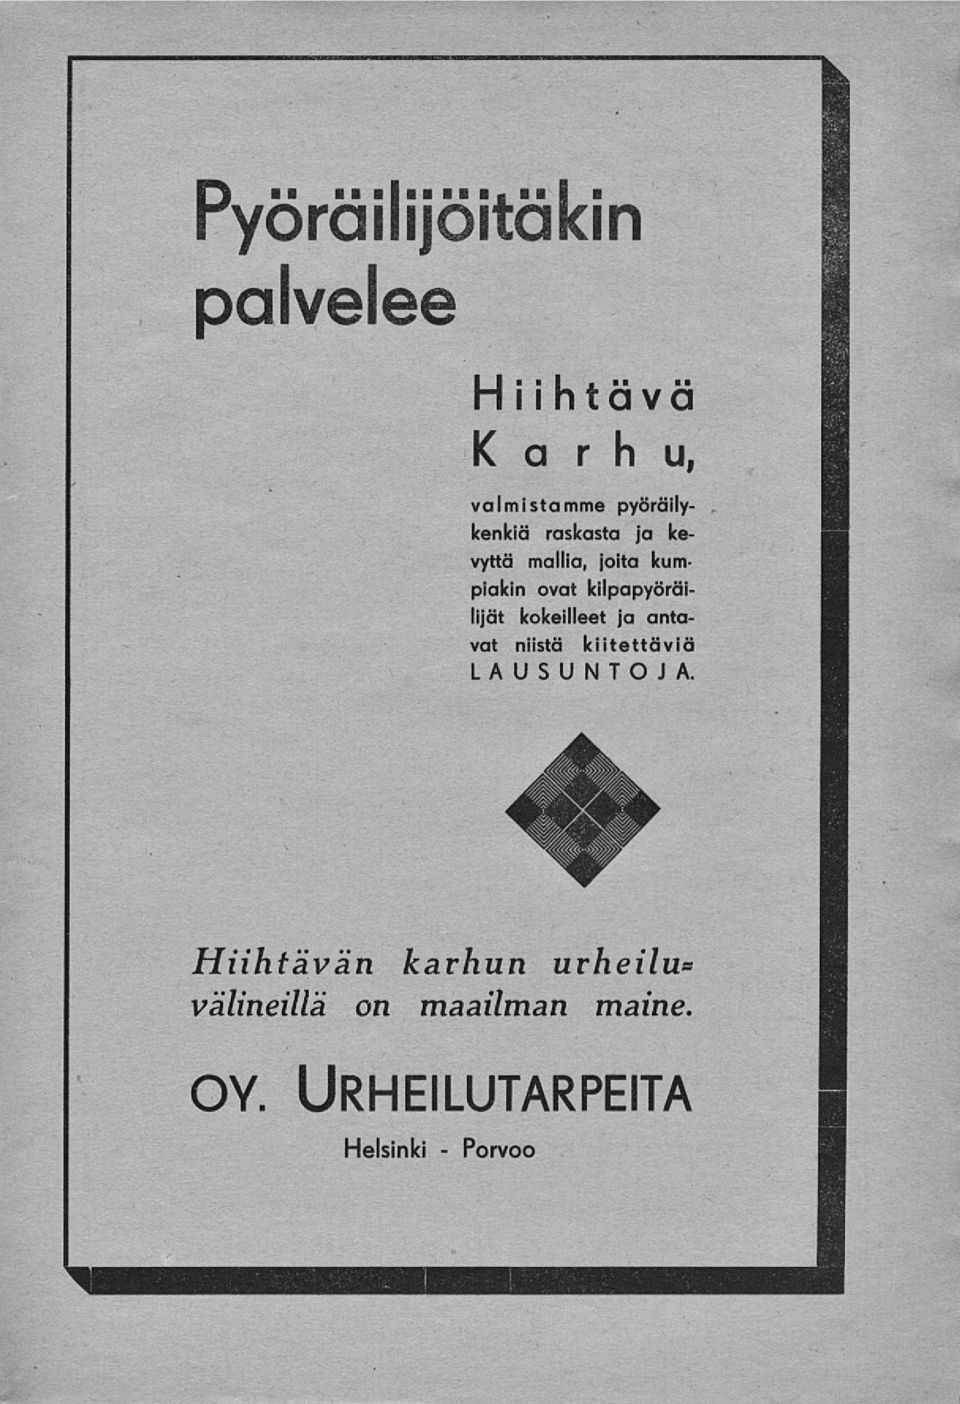 Pyöräilijöitäkin
palvelee
Hiihtävä
Karhu,
valmistamme pyöräily-
kenkiä raskasta ja ke-
vyttä mallia, joita kum-
piakin ovat kilpapyöräi-
lijät kokeilleet ja anta-
vat niistä kiitettäviä
LAUSUNTOJA.
Hiihtävän karhun urheilu-
välineillä on maailman maine.
OY. URHEILUTARPEITA
Helsinki - Porvoo